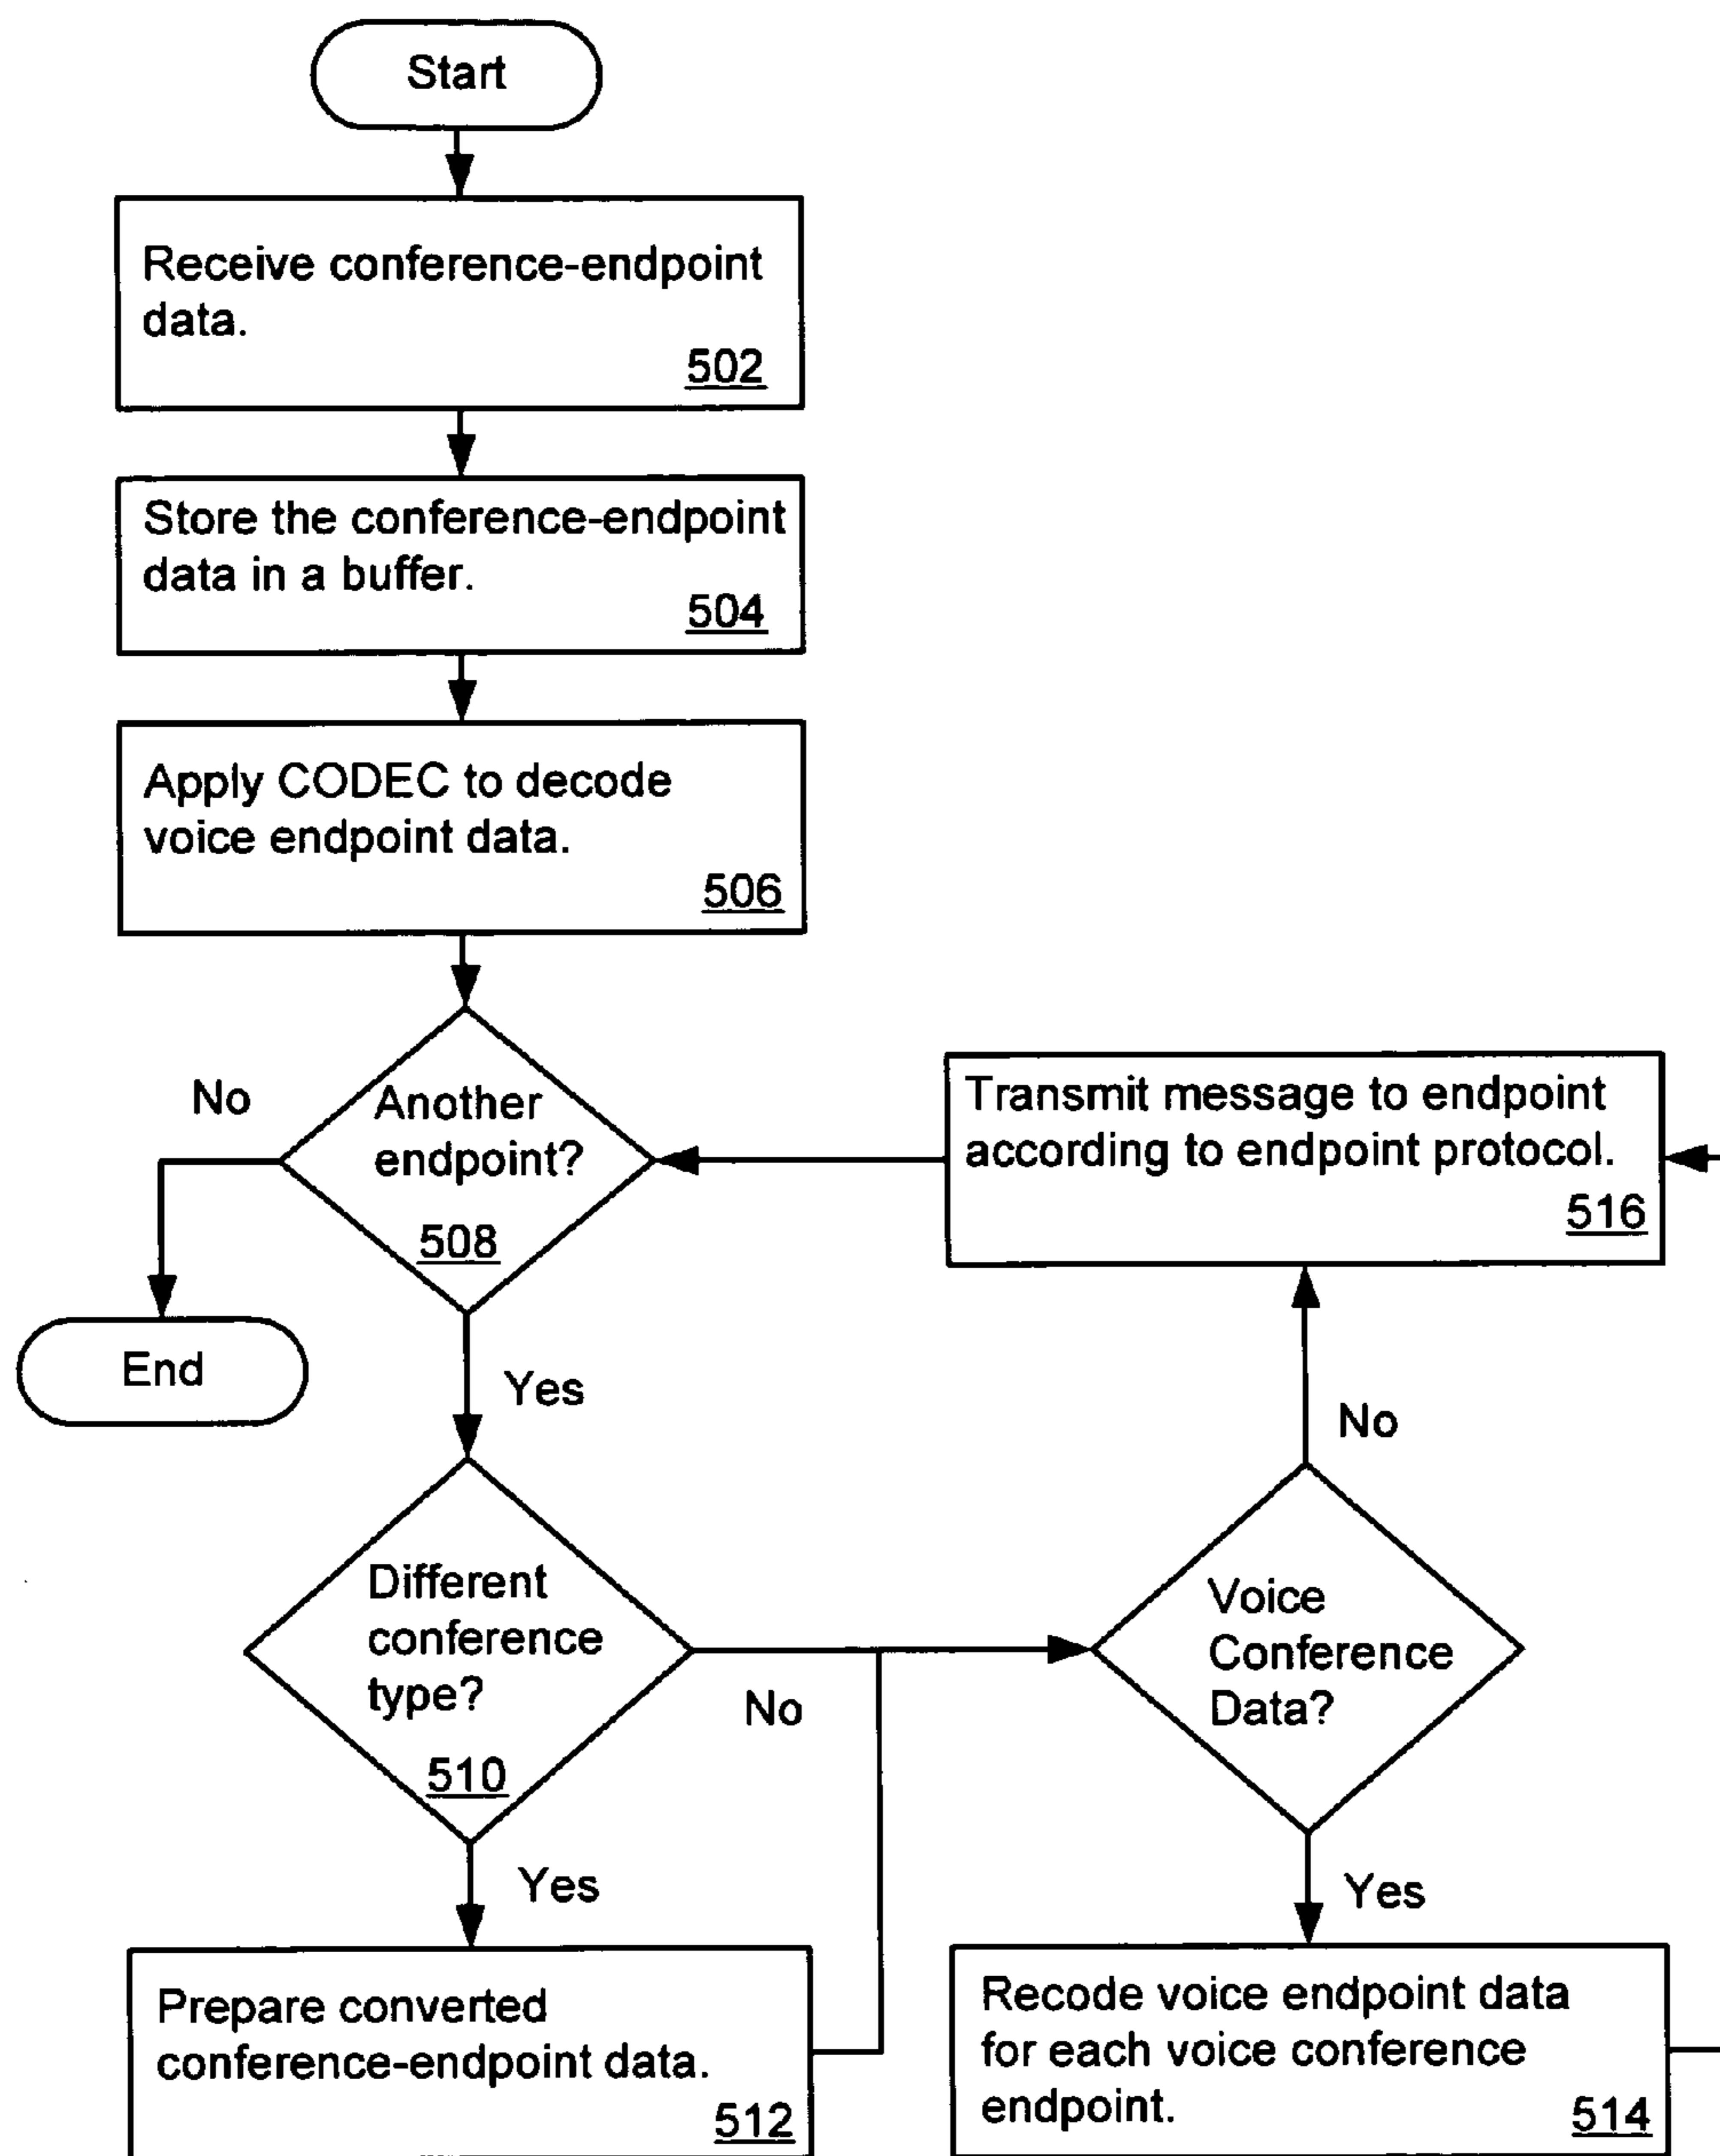 Start
Receive conference-endpoint
data.
502
Store the conference-endpoint
data in a buffer.
504
Apply CODEC to decode
voice endpoint data.
506
No
Another
endpoint?
508
Transmit message to endpoint
according to endpoint protocol.
516
End
Yes
No
Different
conference
type?
510
No
Voice
Conference
Data?
Yes
Yes
Prepare converted
conference-endpoint data.
512
Recode voice endpoint data
for each voice conference
endpoint.
514